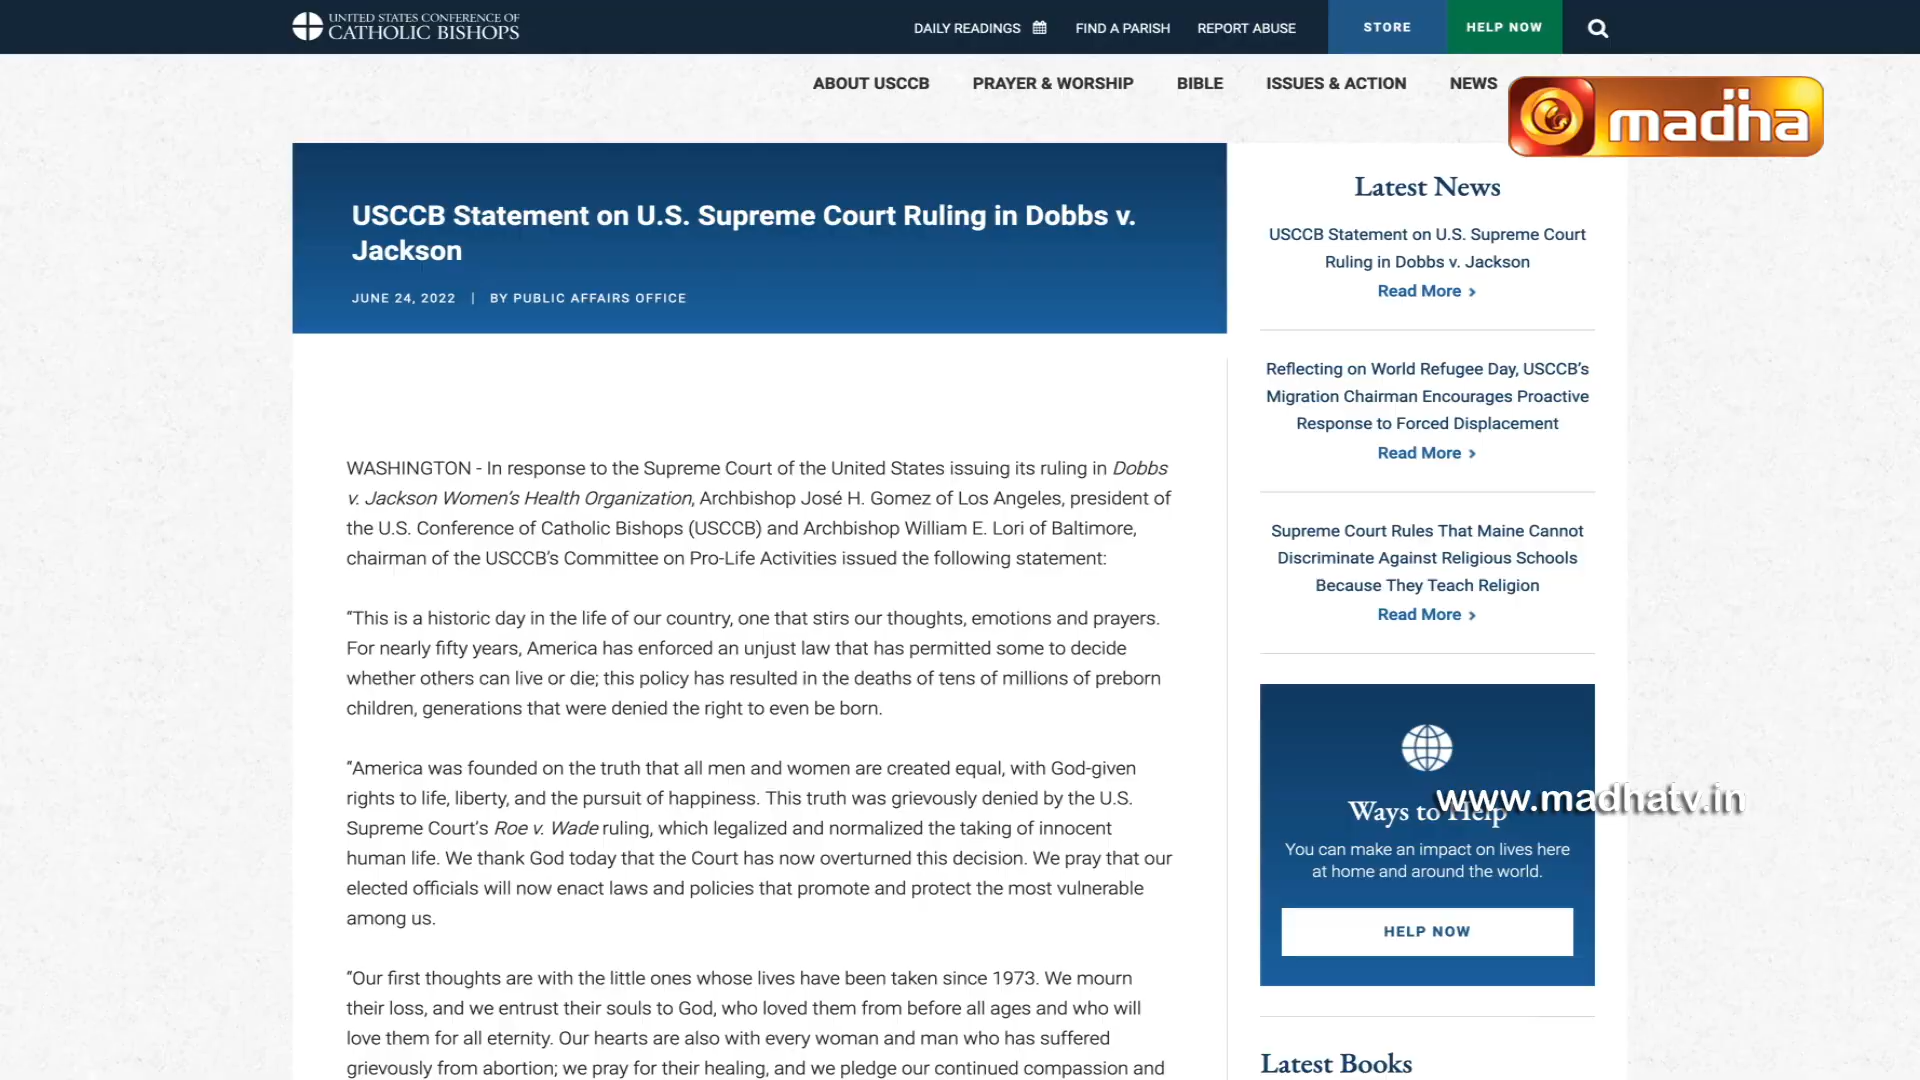 UNITED STATES CONFERENCE OF
CATHOLIC BISHOPS
DAILY READINGS
FIND A PARISH
REPORT ABUSE
STORE
HELP NOW
ABOUT USCCB
PRAYER & WORSHIP
BIBLE
ISSUES & ACTION
NEWS
madha
USCCB Statement on U.S. Supreme Court Ruling in Dobbs v.
Jackson
JUNE 24, 2022 | BY PUBLIC AFFAIRS OFFICE
WASHINGTON - In response to the Supreme Court of the United States issuing its ruling in Dobbs
v. Jackson Women's Health Organization, Archbishop José H. Gomez of Los Angeles, president of
the U.S. Conference of Catholic Bishops (USCCB) and Archbishop William E. Lori of Baltimore,
chairman of the USCCB's Committee on Pro-Life Activities issued the following statement:
“This is a historic day in the life of our country, one that stirs our thoughts, emotions and prayers.
For nearly fifty years, America has enforced an unjust law that has permitted some to decide
whether others can live or die; this policy has resulted in the deaths of tens of millions of preborn
children, generations that were denied the right to even be born.
“America was founded on the truth that all men and women are created equal, with God-given
rights to life, liberty, and the pursuit of happiness. This truth was grievously denied by the U.S.
Supreme Court's Roe v. Wade ruling, which legalized and normalized the taking of innocent
human life. We thank God today that the Court has now overturned this decision. We pray that our
elected officials will now enact laws and policies that promote and protect the most vulnerable
among us.
“Our first thoughts are with the little ones whose lives have been taken since 1973. We mourn
their loss, and we entrust their souls to God, who loved them from before all ages and who will
love them for all eternity. Our hearts are also with every woman and man who has suffered
grievously from abortion; we pray for their healing, and we pledge our continued compassion and
Latest News
USCCB Statement on U.S. Supreme Court
Ruling in Dobbs v. Jackson
Read More >
Reflecting on World Refugee Day, USCCB's
Migration Chairman Encourages Proactive
Response to Forced Displacement
Read More >
Supreme Court Rules That Maine Cannot
Discriminate Against Religious Schools
Because They Teach Religion
Read More >
www.madhatv.in
Ways to Help
You can make an impact on lives here
at home and around the world.
HELP NOW
Latest Books